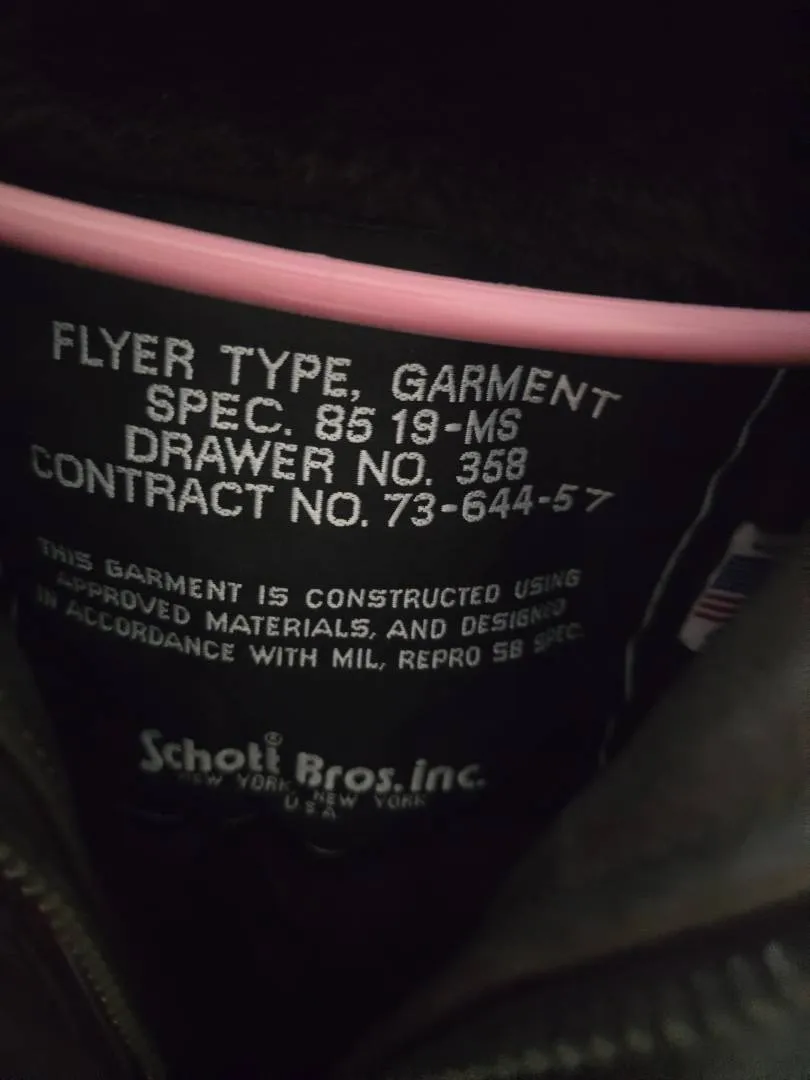 FLYER TYPE, GARMENT
SPEC. 85 19-MS
DRAWER NO. 358
CONTRACT NO. 73-644-57
THIS GARMENT IS CONSTRUCTED USING
APPROVED MATERIALS, AND DESIGNED
IN ACCORDANCE WITH MIL, REPRO SB SPEC.
Schott® Bros. inc.
NEW YORK, NEW YORK
U S A